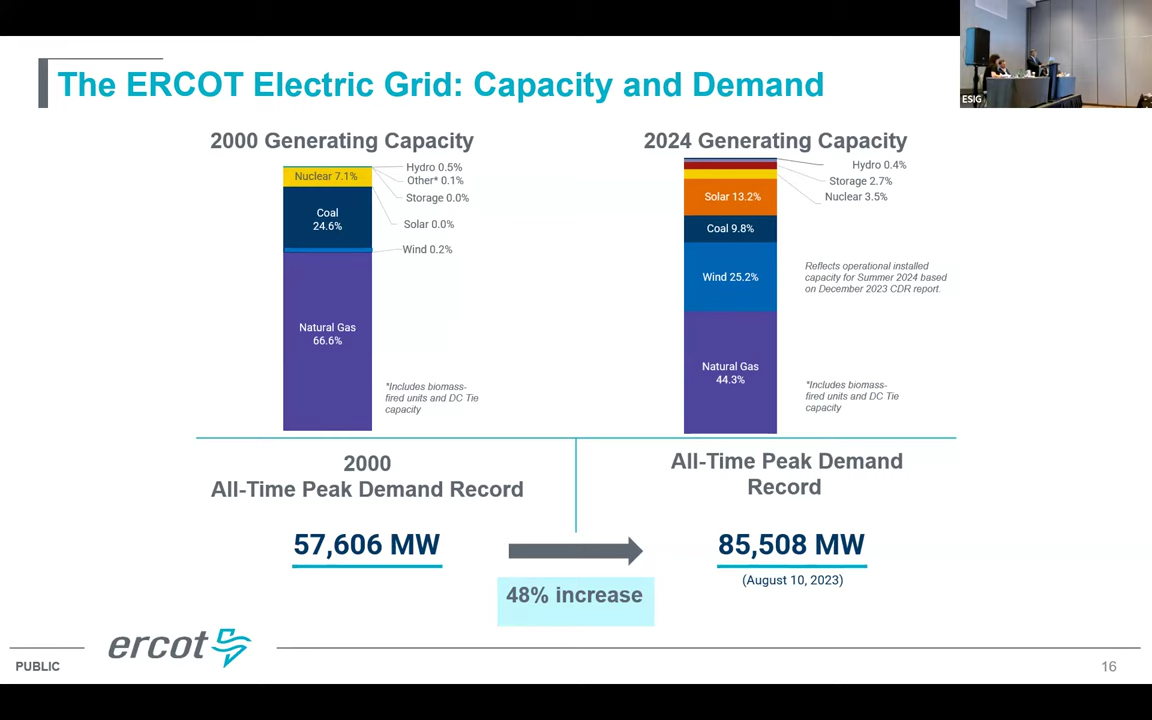 The ERCOT Electric Grid: Capacity and Demand
ESIG
2000 Generating Capacity
Nuclear 7.1%
Coal
24.6%
Natural Gas
66.6%
Hydro 0.5%
Other* 0.1%
Storage 0.0%
Solar 0.0%
Wind 0.2%
*Includes biomass-
fired units and DC Tie
capacity
2024 Generating Capacity
Solar 13.2%
Coal 9.8%
Wind 25.2%
Natural Gas
44.3%
Hydro 0.4%
Storage 2.7%
Nuclear 3.5%
Reflects operational installed
capacity for Summer 2024 based
on December 2023 CDR report.
*Includes biomass-
fired units and DC Tie
capacity
2000
All-Time Peak Demand Record
57,606 MW
48% increase
All-Time Peak Demand
Record
85,508 MW
(August 10, 2023)
PUBLIC
ercot
16